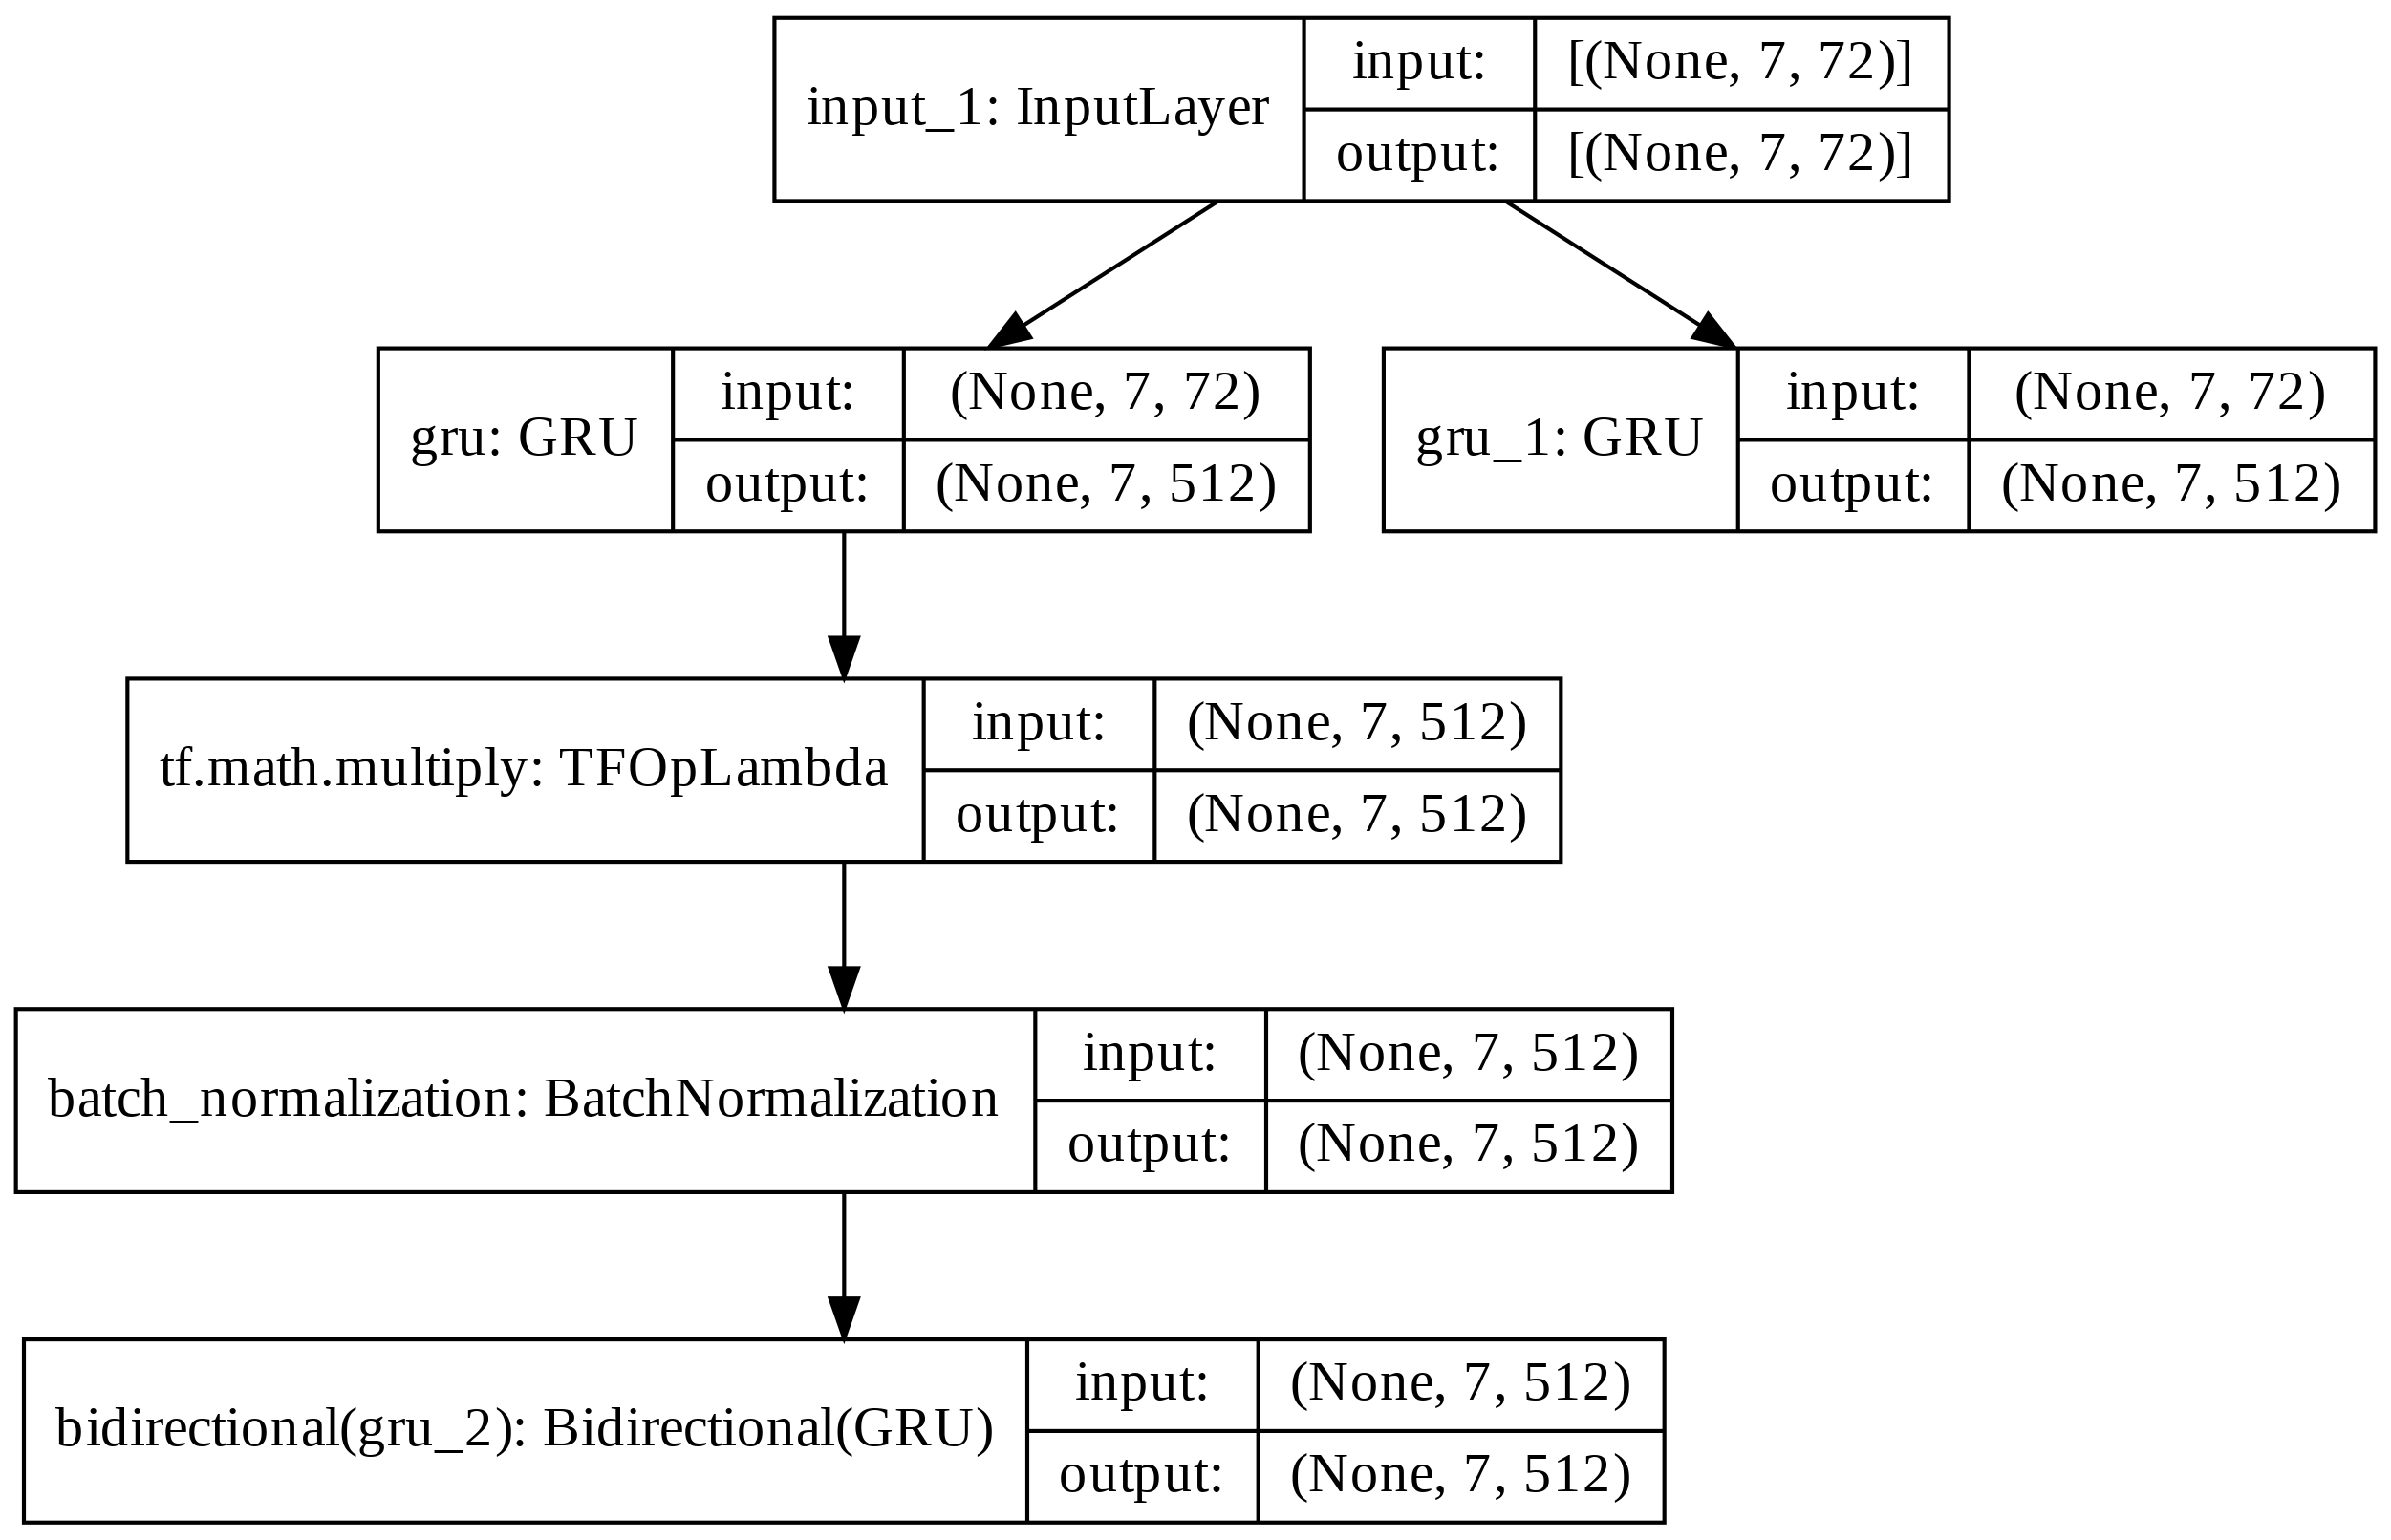 input_1: InputLayer
input: [(None, 7, 72)]
output: [(None, 7, 72)]
gru: GRU
input: (None, 7, 72)
output: (None, 7, 512)
gru_1: GRU
input: (None, 7, 72)
output: (None, 7, 512)
tf.math.multiply: TFOpLambda
input: (None, 7, 512)
output: (None, 7, 512)
batch_normalization: BatchNormalization
input: (None, 7, 512)
output: (None, 7, 512)
bidirectional(gru_2): Bidirectional(GRU)
input: (None, 7, 512)
output: (None, 7, 512)